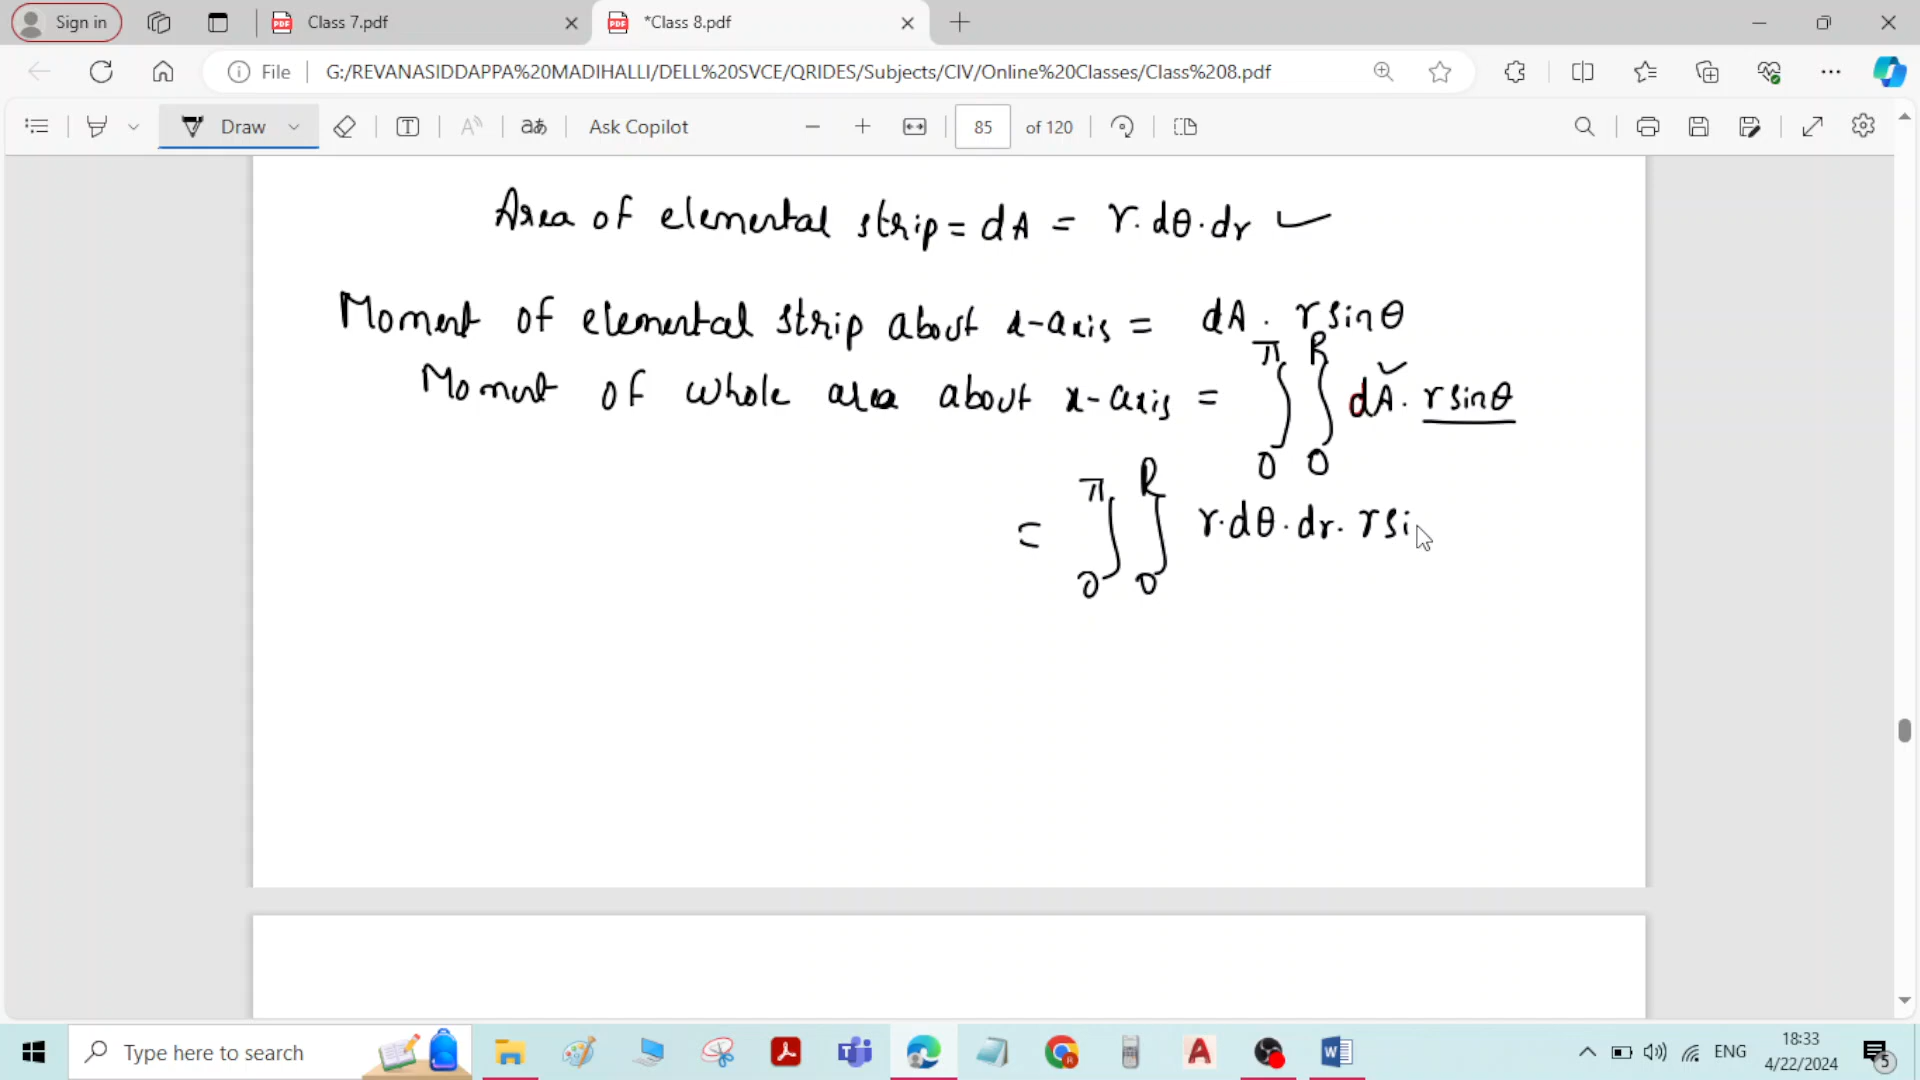 Sign in
Class 7.pdf
*Class 8.pdf
File
G:/REVANASIDDAPPA%20MADIHALLI/DELL%20SVCE/QRIDES/Subjects/CIV/Online%20Classes/Class%208.pdf
Draw
Ask Copilot
85
of 120
Area of elemental strip = dA = r.dθ.dr ✓
Moment of elemental strip about x-axis = dA . r sin θ
Moment of whole area about x-axis = ∫₀^π ∫₀^R dA . r sin θ
= ∫₀^π ∫₀^R r.dθ.dr. r si
Type here to search
ENG
18:33
4/22/2024
5